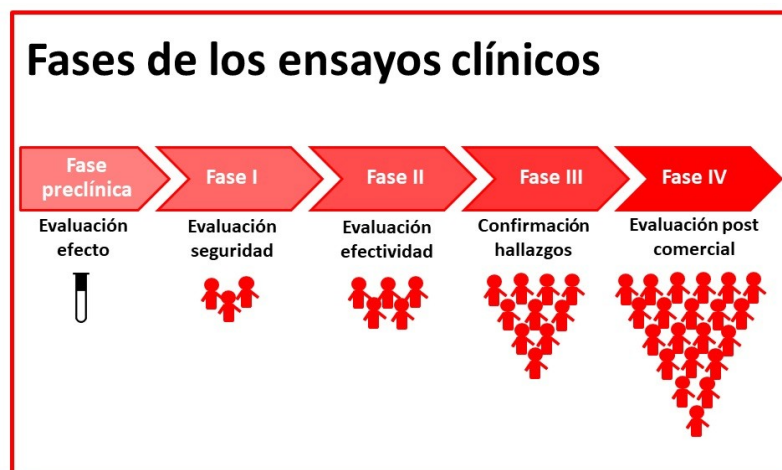 Fases de los ensayos clínicos
Fase
preclínica
Fase I
Fase II
Fase III
Fase IV
Evaluación
efecto
Evaluación
seguridad
Evaluación
efectividad
Confirmación
hallazgos
Evaluación post
comercial